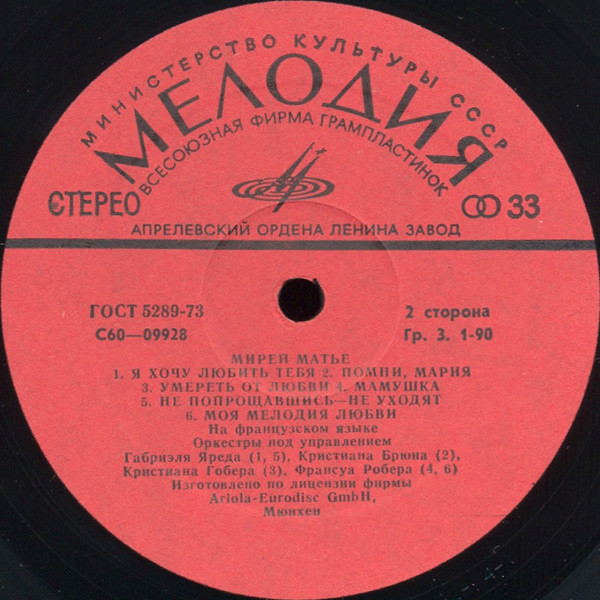 МИНИСТЕРСТВО КУЛЬТУРЫ СССР
МЕЛОДИЯ
ВСЕСОЮЗНАЯ ФИРМА ГРАМПЛАСТИНОК
СТЕРЕО
33
АПРЕЛЕВСКИЙ ОРДЕНА ЛЕНИНА ЗАВОД
ГОСТ 5289-73
2 сторона
С60—09928
Гр. 3. 1-90
МИРЕЙ МАТЬЕ
1. Я ХОЧУ ЛЮБИТЬ ТЕБЯ 2. ПОМНИ, МАРИЯ
3. УМЕРЕТЬ ОТ ЛЮБВИ 4. МАМУШКА
5. НЕ ПОПРОЩАВШИСЬ—НЕ УХОДЯТ
6. МОЯ МЕЛОДИЯ ЛЮБВИ
На французском языке
Оркестры под управлением
Габриэля Яреда (1, 5), Кристиана Брюна (2),
Кристиана Гобера (3), Франсуа Робера (4, 6)
Изготовлено по лицензии фирмы
Ariola-Eurodisc GmbH,
Мюнхен